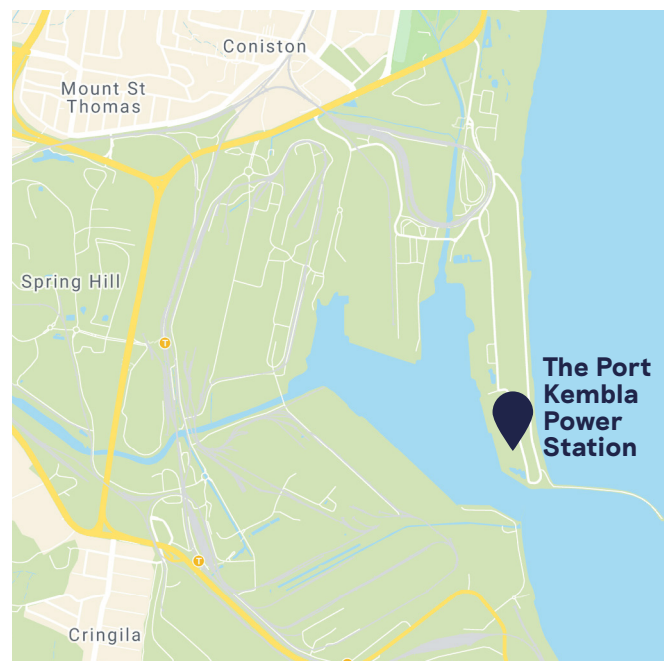 Coniston
Mount St
Thomas
Spring Hill
T
The Port
Kembla
Power
Station
T
Cringila